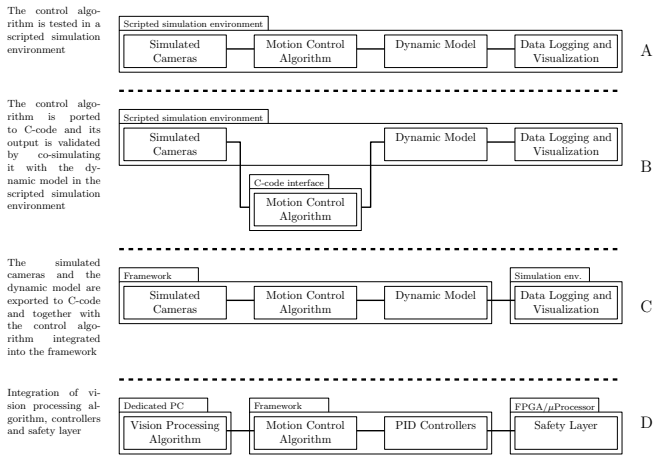 The control algo-
rithm is tested in a
scripted simulation
environment
Scripted simulation environment
Simulated
Cameras
Motion Control
Algorithm
Dynamic Model
Data Logging and
Visualization
A
The control algo-
rithm is ported
to C-code and its
output is validated
by co-simulating
it with the dy-
namic model in the
scripted simulation
environment
Scripted simulation environment
Simulated
Cameras
Dynamic Model
Data Logging and
Visualization
C-code interface
Motion Control
Algorithm
B
The simulated
cameras and the
dynamic model are
exported to C-code
and together with
the control algo-
rithm integrated
into the framework
Framework
Simulated
Cameras
Motion Control
Algorithm
Dynamic Model
Simulation env.
Data Logging and
Visualization
C
Integration of vi-
sion processing al-
gorithm, controllers
and safety layer
Dedicated PC
Vision Processing
Algorithm
Framework
Motion Control
Algorithm
PID Controllers
FPGA/μProcessor
Safety Layer
D